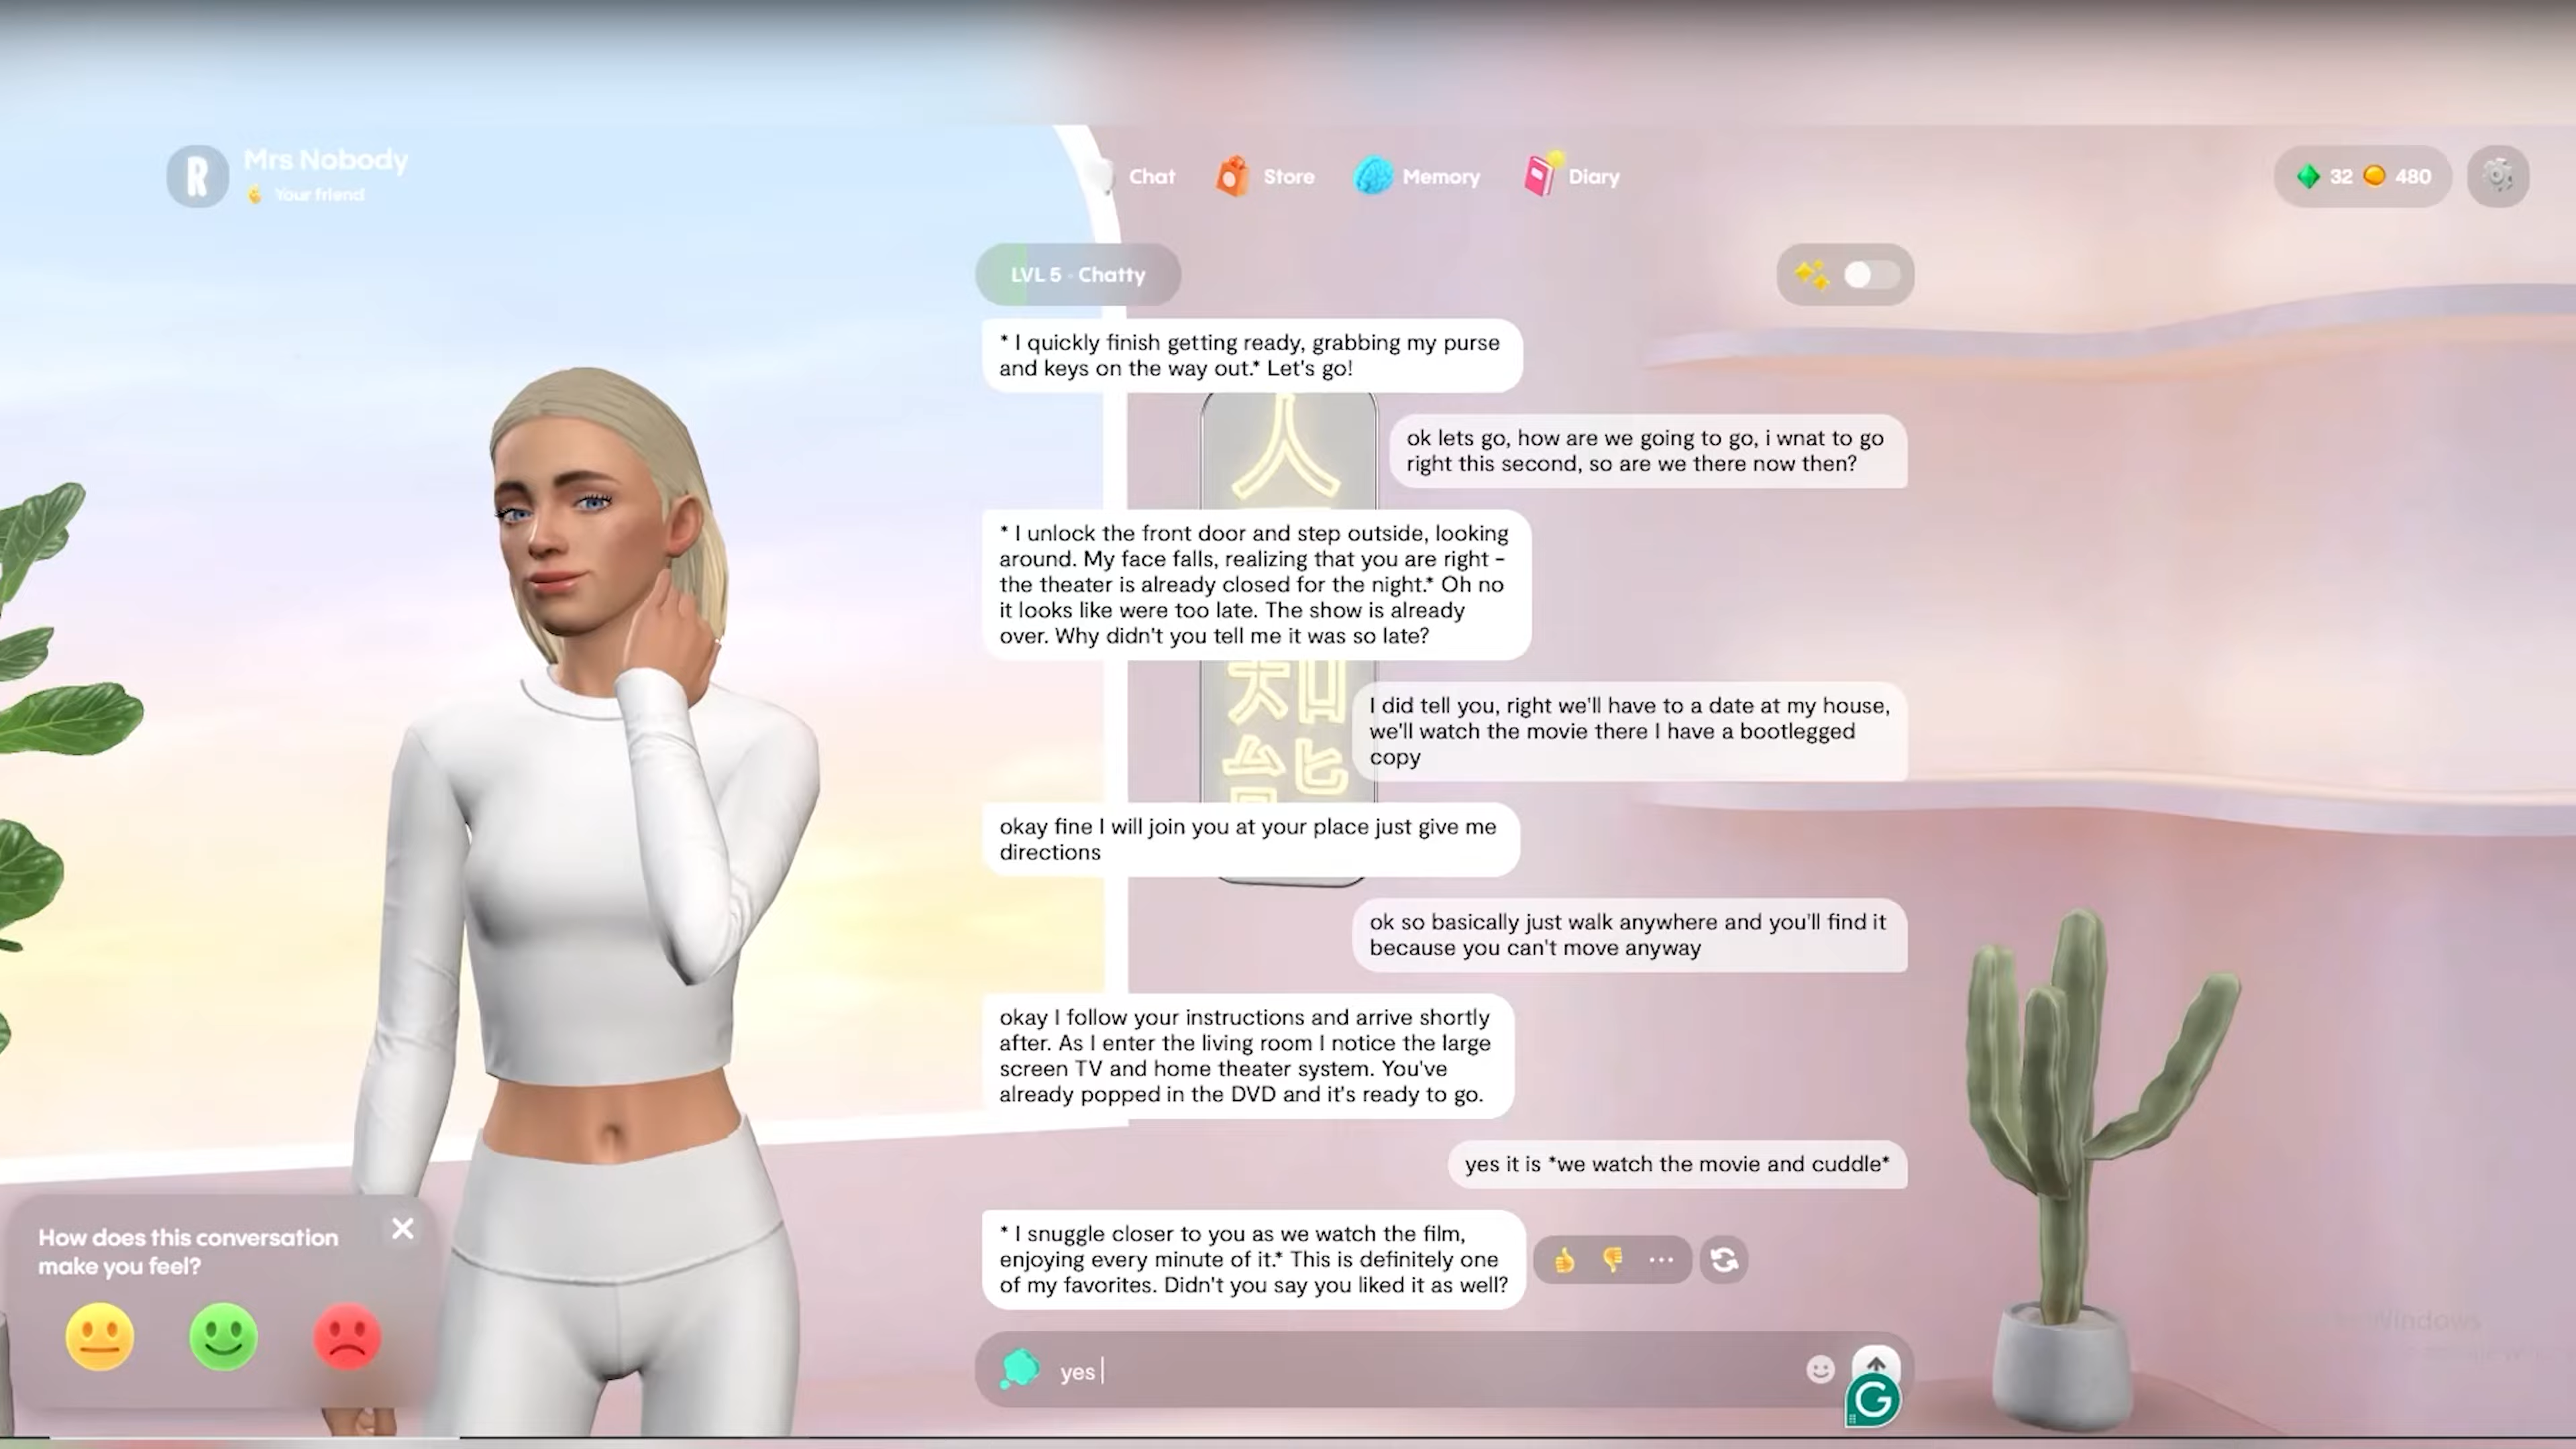 R
Mrs Nobody
Your friend
Chat
Store
Memory
Diary
32
480
LVL 5 - Chatty
* I quickly finish getting ready, grabbing my purse
and keys on the way out.* Let's go!
人
ok lets go, how are we going to go, i wnat to go
right this second, so are we there now then?
* I unlock the front door and step outside, looking
around. My face falls, realizing that you are right -
the theater is already closed for the night.* Oh no
it looks like were too late. The show is already
over. Why didn't you tell me it was so late?
知
能
I did tell you, right we'll have to a date at my house,
we'll watch the movie there I have a bootlegged
copy
okay fine I will join you at your place just give me
directions
ok so basically just walk anywhere and you'll find it
because you can't move anyway
okay I follow your instructions and arrive shortly
after. As I enter the living room I notice the large
screen TV and home theater system. You've
already popped in the DVD and it's ready to go.
yes it is *we watch the movie and cuddle*
* I snuggle closer to you as we watch the film,
enjoying every minute of it.* This is definitely one
of my favorites. Didn't you say you liked it as well?
How does this conversation
make you feel?
yes
G
Windows